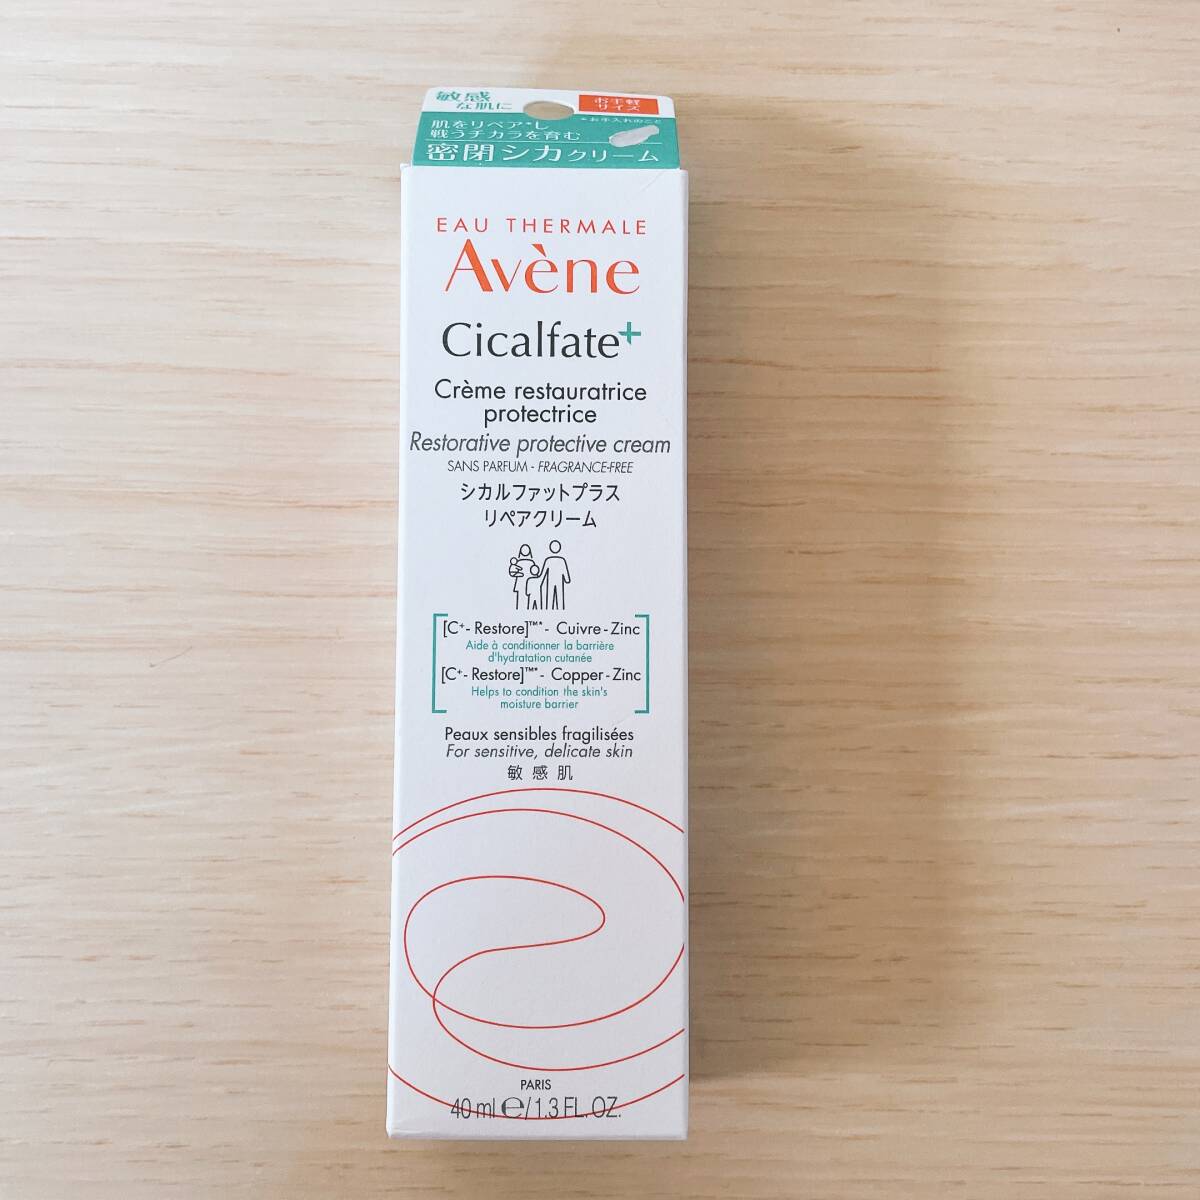 敏感
な肌に
お手軽
サイズ
*お手入れのこと
肌をリペア*し
戦うチカラを育む
密閉シカクリーム
EAU THERMALE
Avène
Cicalfate+
Crème restauratrice
protectrice
Restorative protective cream
SANS PARFUM - FRAGRANCE-FREE
シカルファットプラス
リペアクリーム
[C+- Restore]™*- Cuivre - Zinc
Aide à conditionner la barrière
d'hydratation cutanée
[C+- Restore]™*- Copper - Zinc
Helps to condition the skin's
moisture barrier
Peaux sensibles fragilisées
For sensitive, delicate skin
敏感肌
PARIS
40 ml ℮/1.3 FL. OZ.